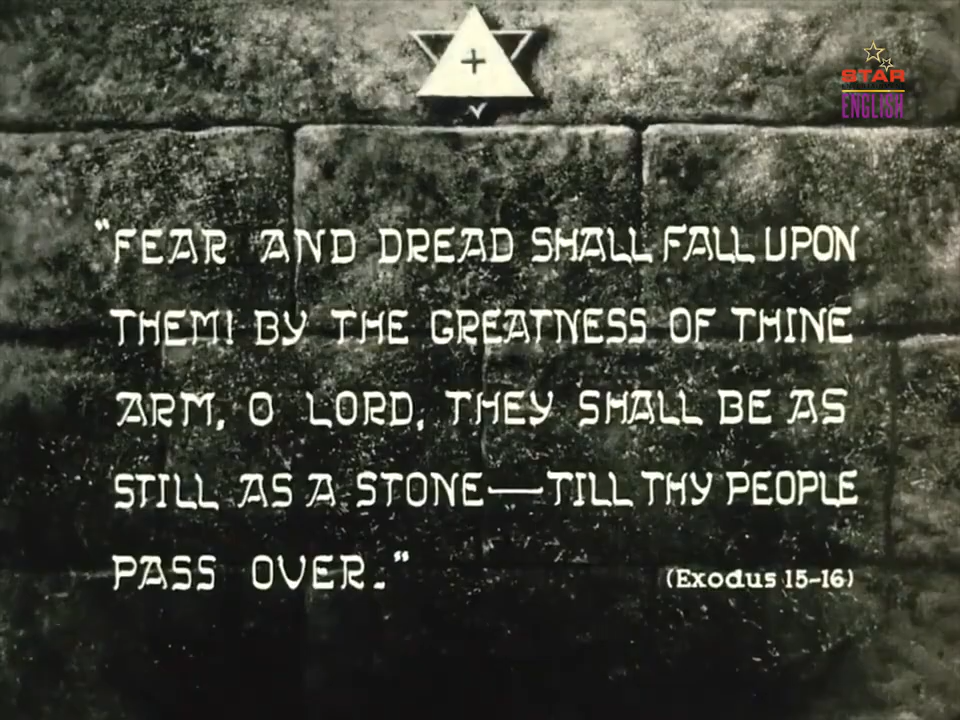 STAR
ENGLISH
"FEAR AND DREAD SHALL FALL UPON
THEM! BY THE GREATNESS OF THINE
ARM, O LORD, THEY SHALL BE AS
STILL AS A STONE—TILL THY PEOPLE
PASS OVER."
(Exodus 15-16)